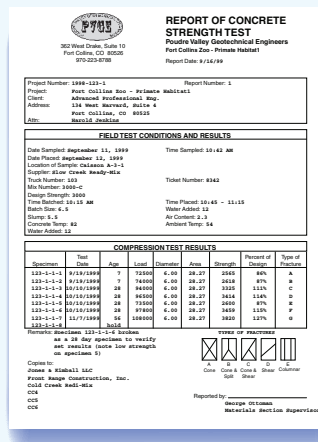 PVGE
REPORT OF CONCRETE
STRENGTH TEST
Poudre Valley Geotechnical Engineers
Fort Collins Zoo - Primate Habitat1
362 West Drake, Suite 10
Fort Collins, CO 80526
970-223-8788
Report Date: 9/16/99
Project Number: 1998-123-1 Report Number: 1
Project: Fort Collins Zoo - Primate Habitat1
Client: Advanced Professional Eng.
Address: 134 West Harvard, Suite 4
Fort Collins, CO 80525
Attn: Harold Jenkins
FIELD TEST CONDITIONS AND RESULTS
Date Sampled: September 11, 1999 Time Sampled: 10:42 AM
Date Placed: September 12, 1999
Location of Sample: Caisson A-3-1
Supplier: Slow Creek Ready-Mix
Truck Number: 103 Ticket Number: 8342
Mix Number: 3000-C
Design Strength: 3000
Time Batched: 10:15 AM Time Placed: 10:45 - 11:15
Batch Size: 6.5 Water Added: 12
Slump: 5.5 Air Content: 2.3
Concrete Temp: 82 Ambient Temp: 54
Water Added: 12
COMPRESSION TEST RESULTS
Specimen Test Date Age Load Diameter Area Strength Percent of Design Type of Fracture
123-1-1-1 9/19/1999 7 72500 6.00 28.27 2565 86% A
123-1-1-2 9/19/1999 7 74000 6.00 28.27 2618 87% B
123-1-1-3 10/10/1999 28 94000 6.00 28.27 3325 111% C
123-1-1-4 10/10/1999 28 96500 6.00 28.27 3414 114% D
123-1-1-5 10/10/1999 28 73500 6.00 28.27 2600 87% E
123-1-1-6 10/10/1999 28 97800 6.00 28.27 3459 115% F
123-1-1-7 11/7/1999 56 108000 6.00 28.27 3820 127% G
123-1-1-8 hold
Remarks: Specimen 123-1-1-6 broken
as a 28 day specimen to verify
set results (note low strength
on specimen 5)
TYPES OF FRACTURES
A B C D E
Cone Cone & Split Cone & Shear Shear Columnar
Copies to:
Jones & Kimball LLC
Front Range Construction, Inc.
Cold Creek Redi-Mix
CC4
CC5
CC6
Reported by:
George Ottoman
Materials Section Supervisor